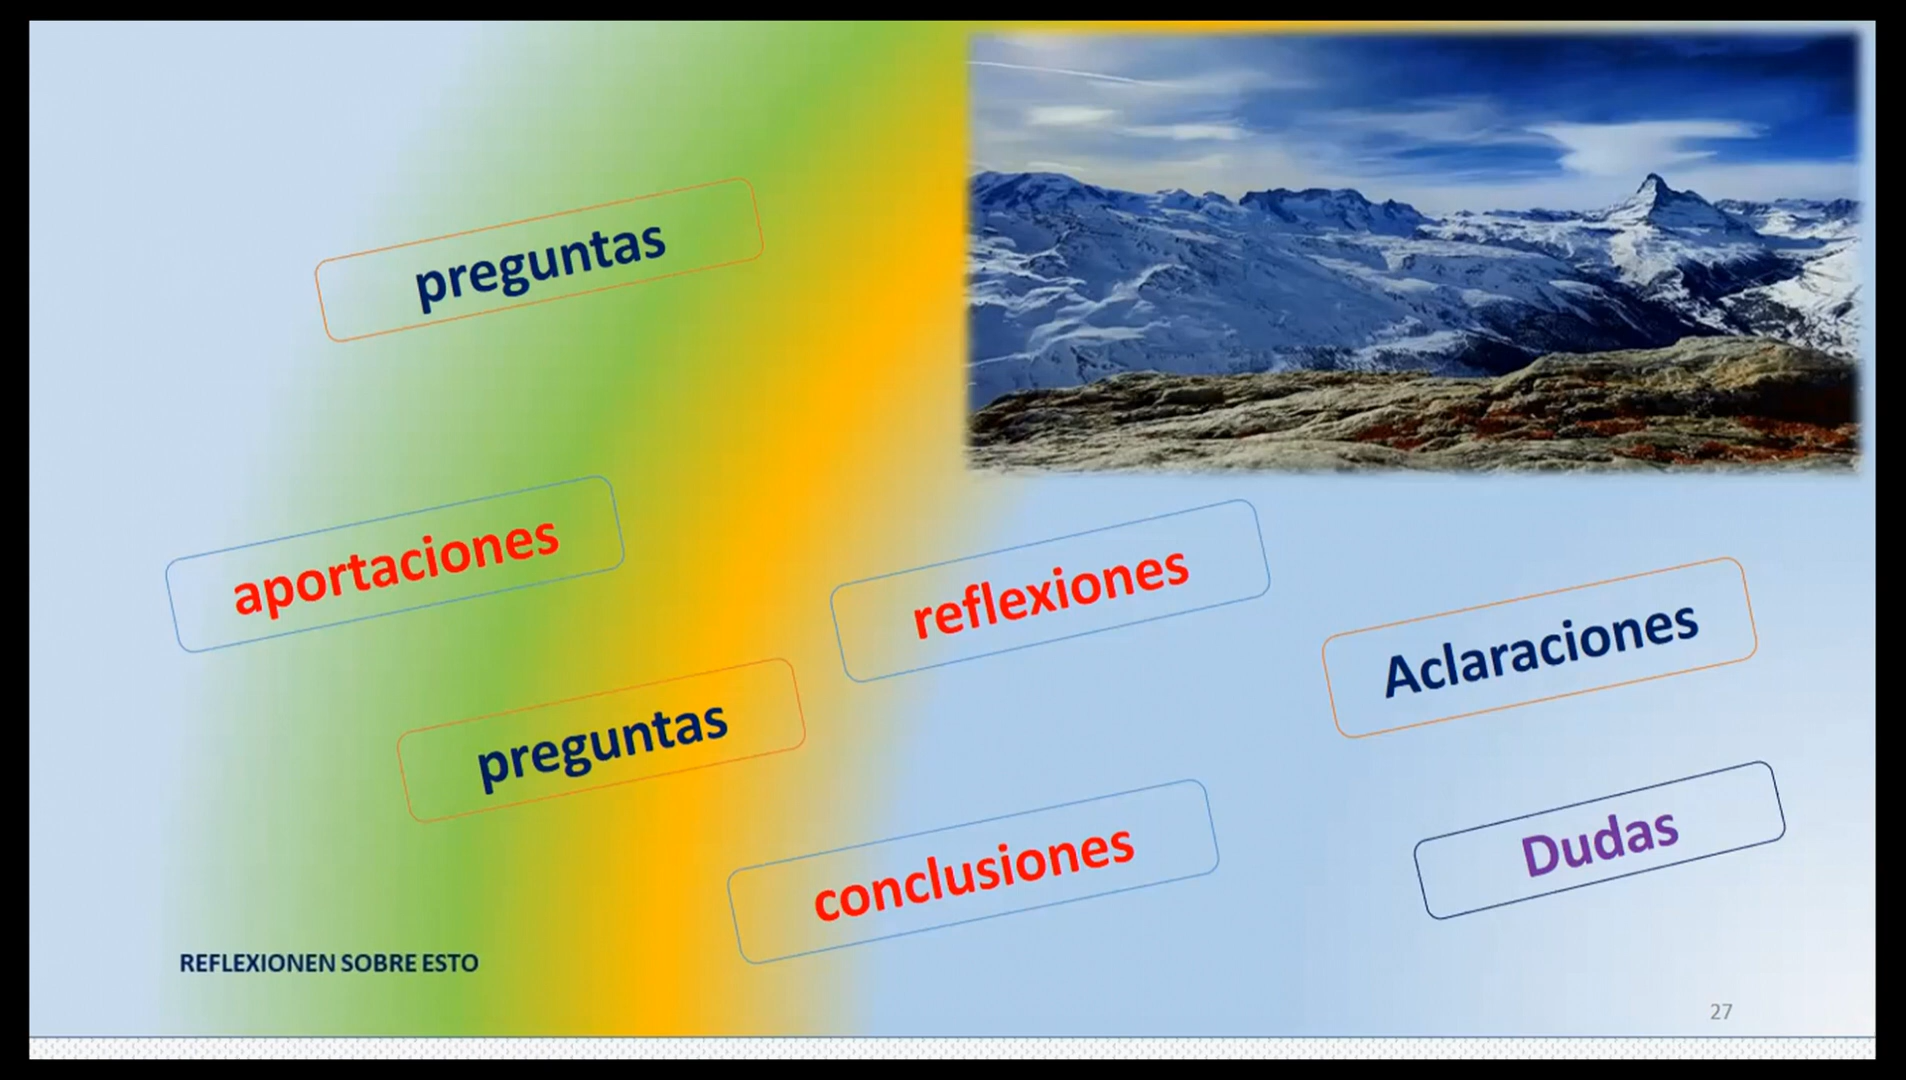 preguntas
aportaciones
reflexiones
Aclaraciones
preguntas
conclusiones
Dudas
REFLEXIONEN SOBRE ESTO
27